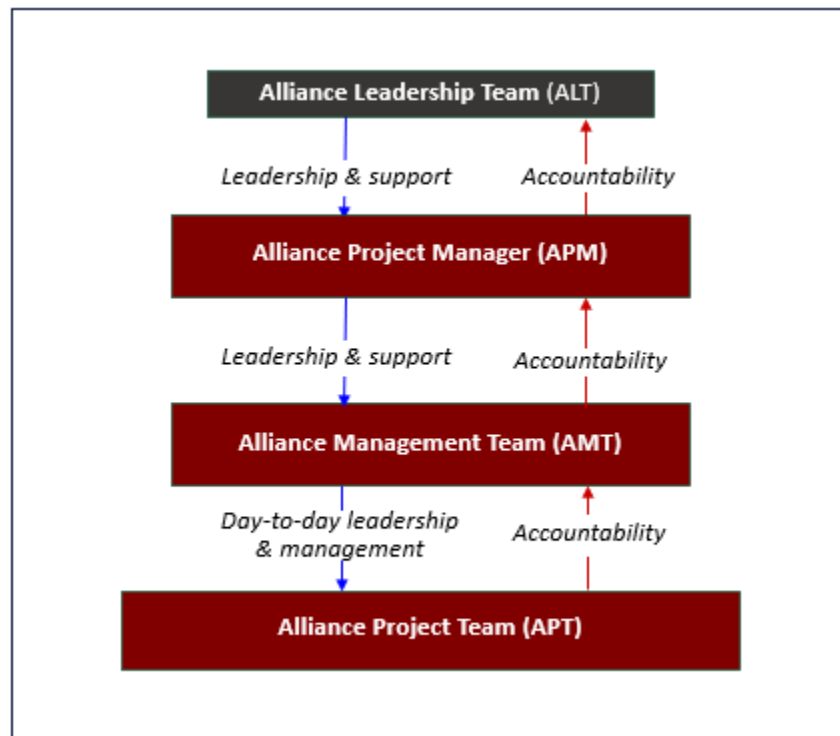 Alliance Leadership Team (ALT)
Leadership & support
Accountability
Alliance Project Manager (APM)
Leadership & support
Accountability
Alliance Management Team (AMT)
Day-to-day leadership
& management
Accountability
Alliance Project Team (APT)